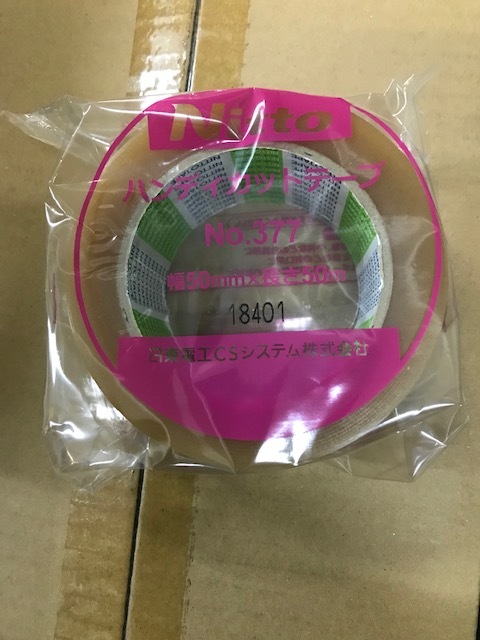 Nitto
ハンディカットテープ
No.377
幅50mm×長さ50m
18401
日東電工CSシステム株式会社